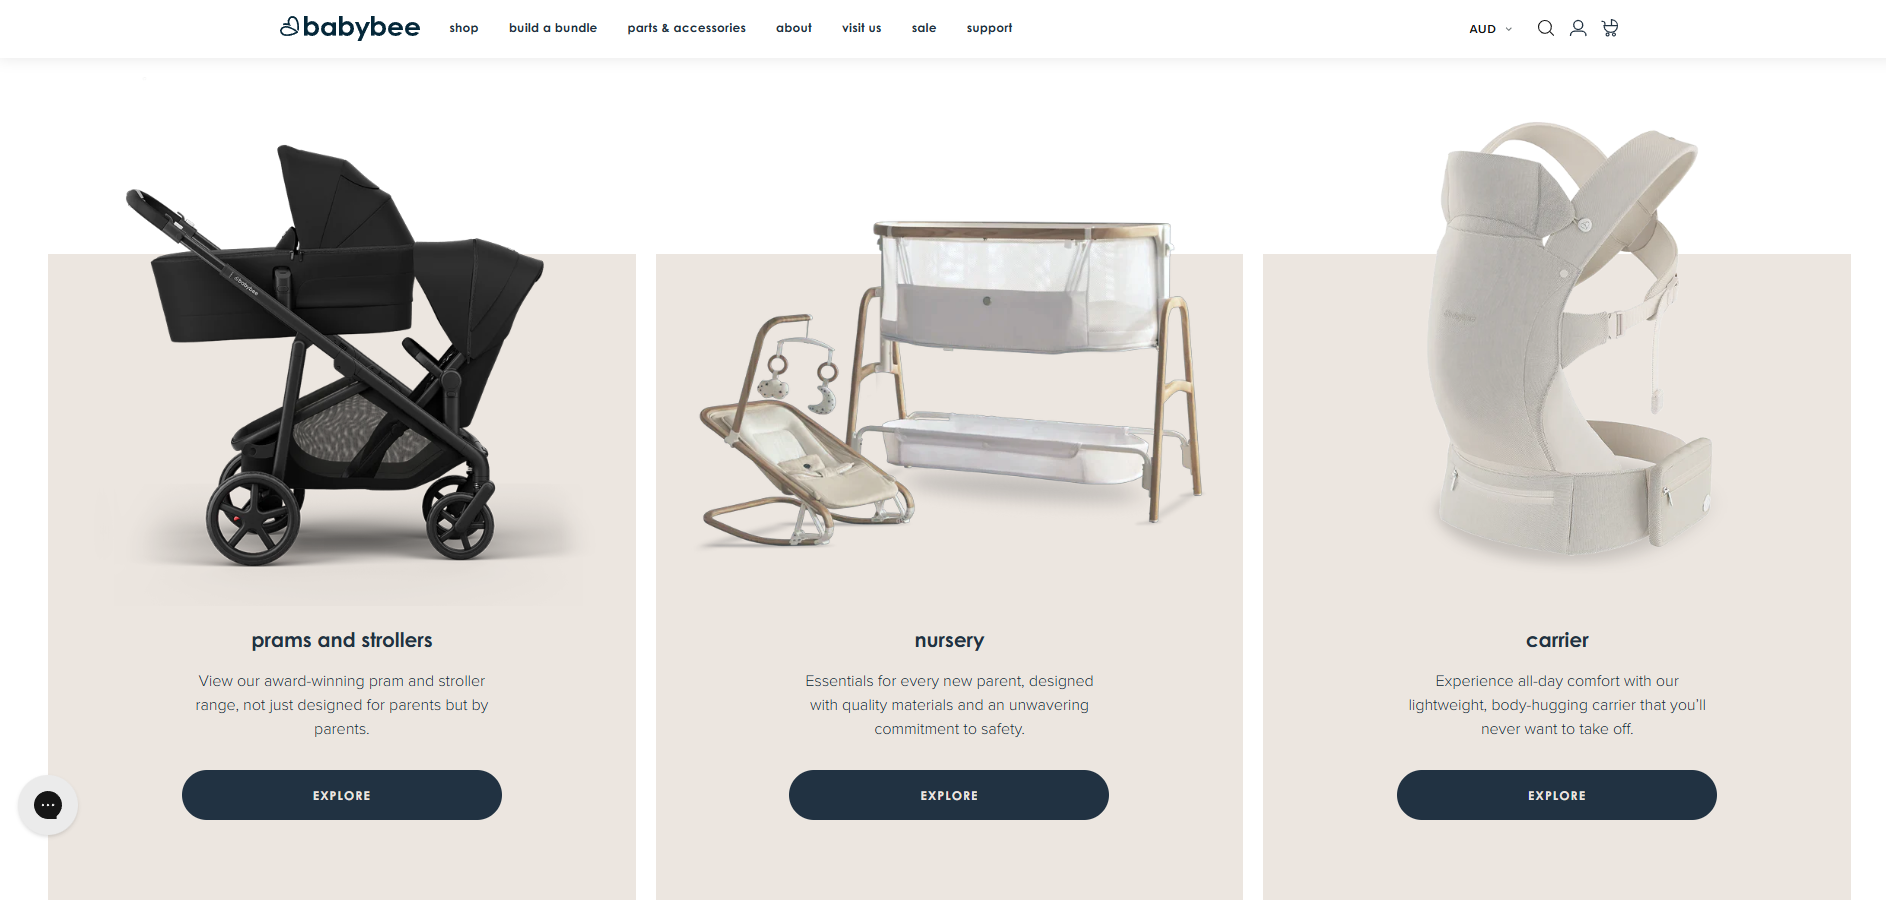 babybee
shop
build a bundle
parts & accessories
about
visit us
sale
support
AUD
babybee
prams and strollers
View our award-winning pram and stroller
range, not just designed for parents but by
parents.
EXPLORE
nursery
Essentials for every new parent, designed
with quality materials and an unwavering
commitment to safety.
EXPLORE
carrier
Experience all-day comfort with our
lightweight, body-hugging carrier that you'll
never want to take off.
EXPLORE